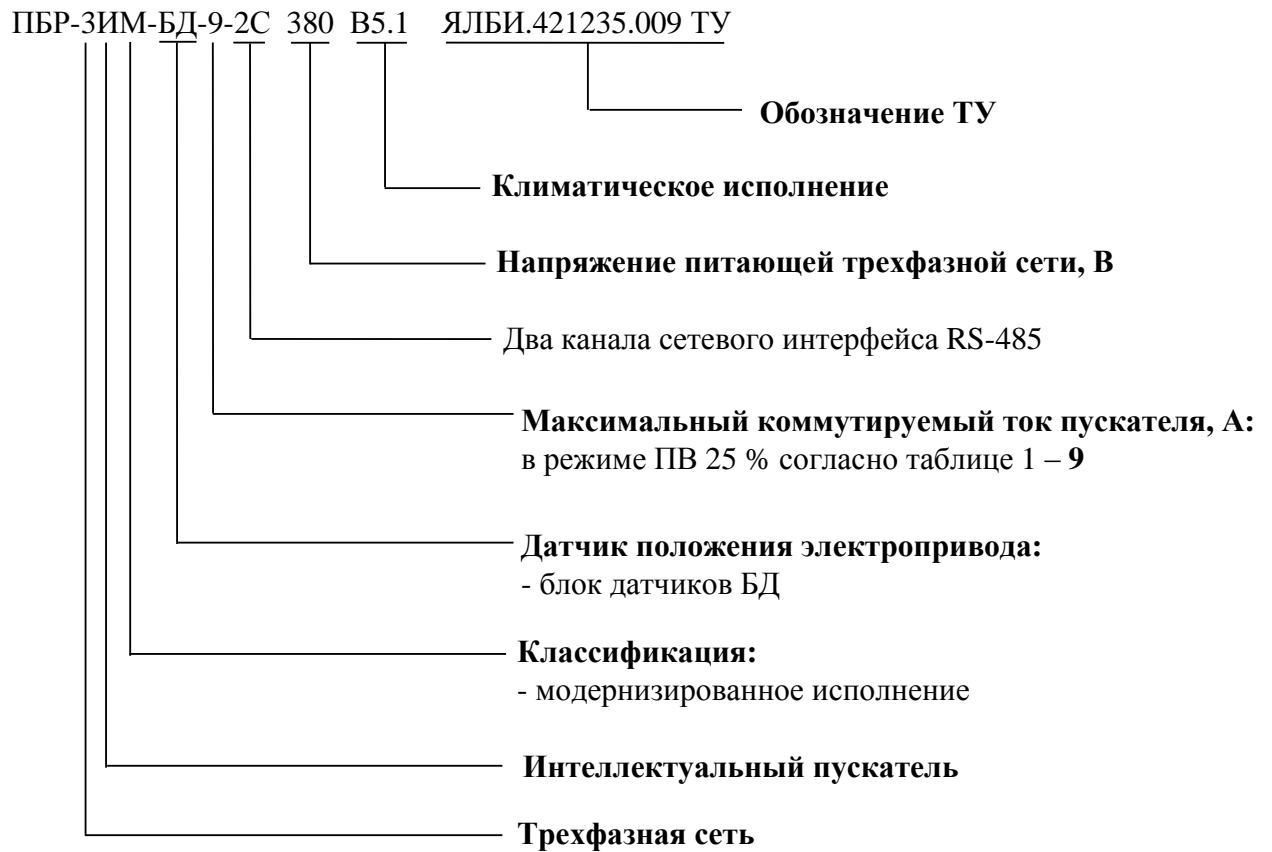 ПБР-3ИМ-БД-9-2С 380 В5.1 ЯЛБИ.421235.009 ТУ
Обозначение ТУ
Климатическое исполнение
Напряжение питающей трехфазной сети, В
Два канала сетевого интерфейса RS-485
Максимальный коммутируемый ток пускателя, А:
в режиме ПВ 25 % согласно таблице 1 – 9
Датчик положения электропривода:
- блок датчиков БД
Классификация:
- модернизированное исполнение
Интеллектуальный пускатель
Трехфазная сеть